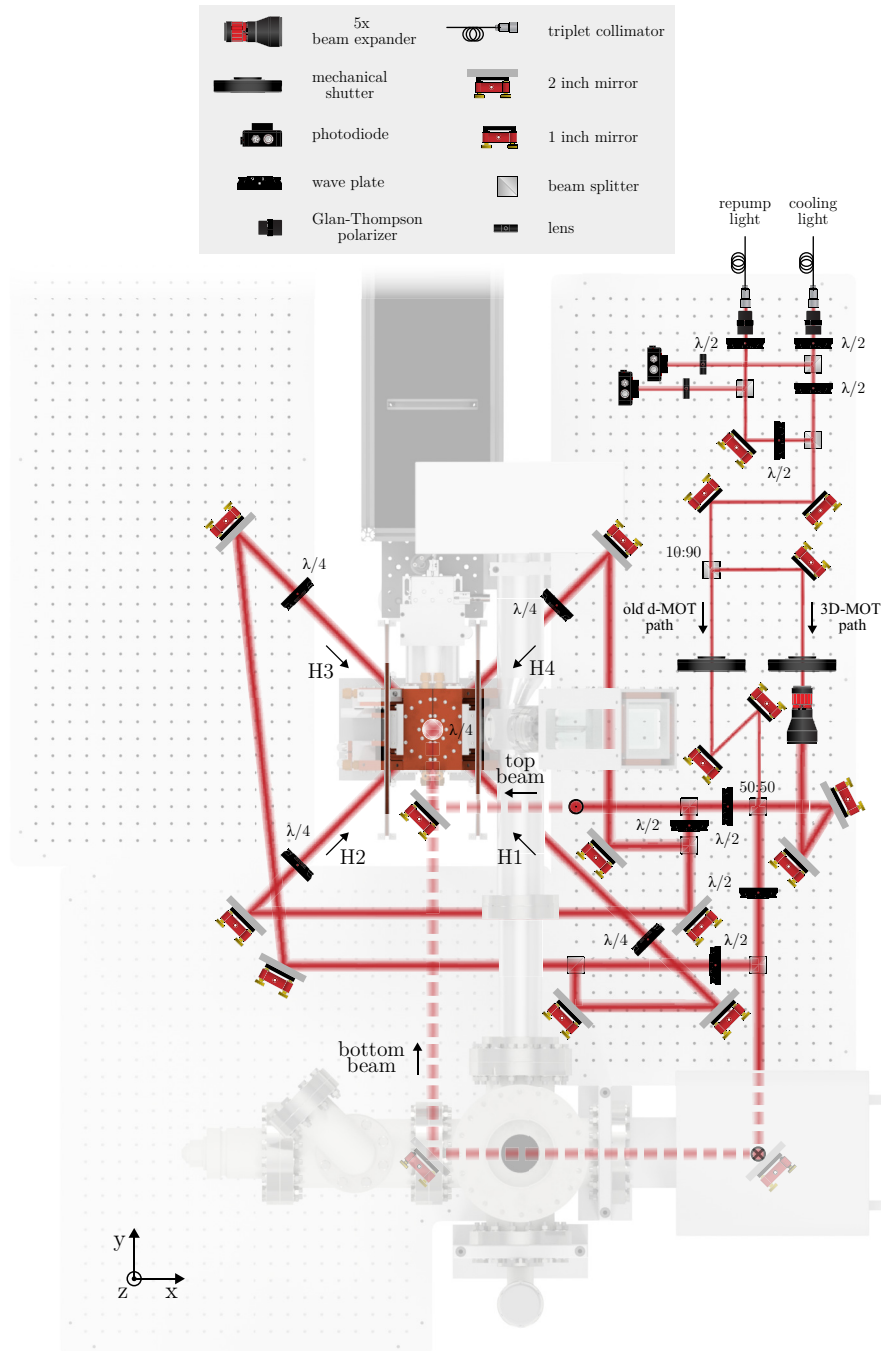 5x
beam expander
triplet collimator
mechanical
shutter
2 inch mirror
photodiode
1 inch mirror
wave plate
beam splitter
Glan-Thompson
polarizer
lens
repump
light
cooling
light
λ/2
λ/2
λ/2
λ/2
10:90
λ/4
λ/4
old d-MOT
path
3D-MOT
path
H3
H4
λ/4
top
beam
50:50
λ/4
λ/2
λ/2
H2
H1
λ/2
λ/4
λ/2
bottom
beam
y
z
x